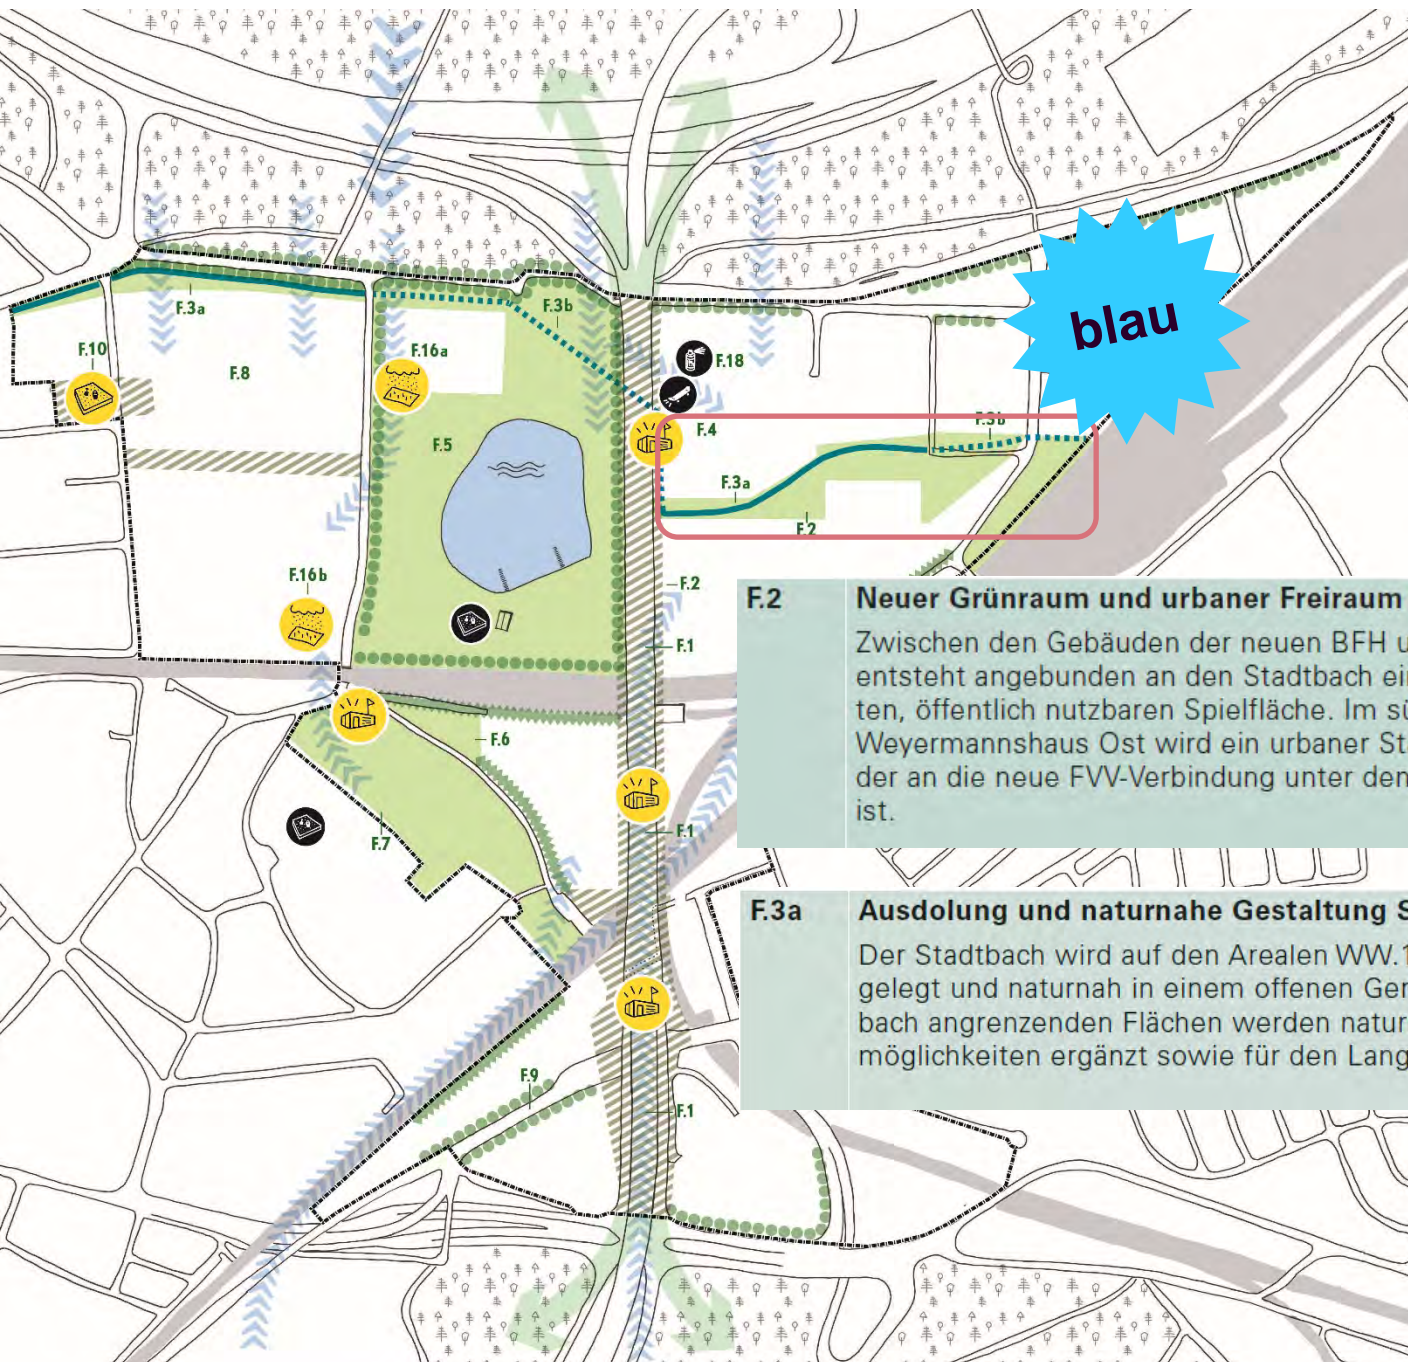 F.3a
F.3b
F.10
F.8
F.16a
F.18
blau
F.5
F.4
F.3b
F.3a
F.2
F.16b
F.2
F.1
F.6
F.7
F.1
F.9
F.1
F.2 Neuer Grünraum und urbaner Freiraum
Zwischen den Gebäuden der neuen BFH u
entsteht angebunden an den Stadtbach ein
ten, öffentlich nutzbaren Spielfläche. Im sü
Weyermannshaus Ost wird ein urbaner Sta
der an die neue FVV-Verbindung unter den
ist.
F.3a Ausdolung und naturnahe Gestaltung S
Der Stadtbach wird auf den Arealen WW.1
gelegt und naturnah in einem offenen Ger
bach angrenzenden Flächen werden natur
möglichkeiten ergänzt sowie für den Lang